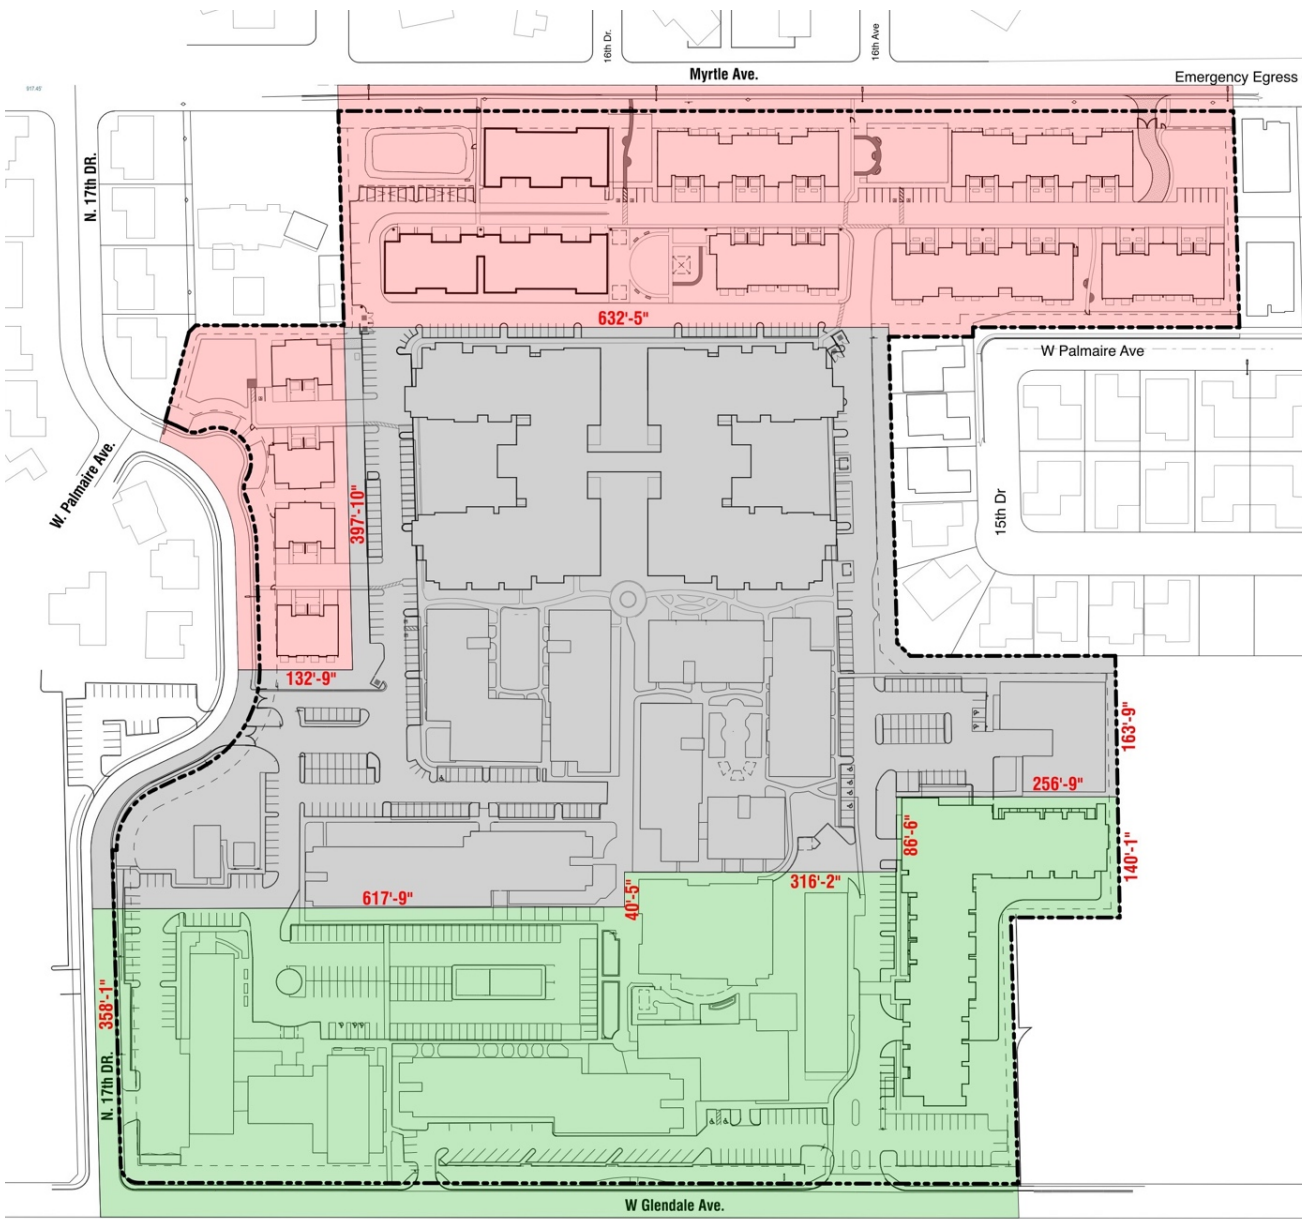 16th Dr.
16th Ave
Myrtle Ave.
Emergency Egress
N. 17th DR.
632'-5"
W Palmaire Ave
W. Palmaire Ave.
397'-10"
15th Dr
132'-9"
163'-9"
256'-9"
86'-6"
140'-1"
316'-2"
617'-9"
40'-5"
358'-1"
N. 17th DR.
W Glendale Ave.